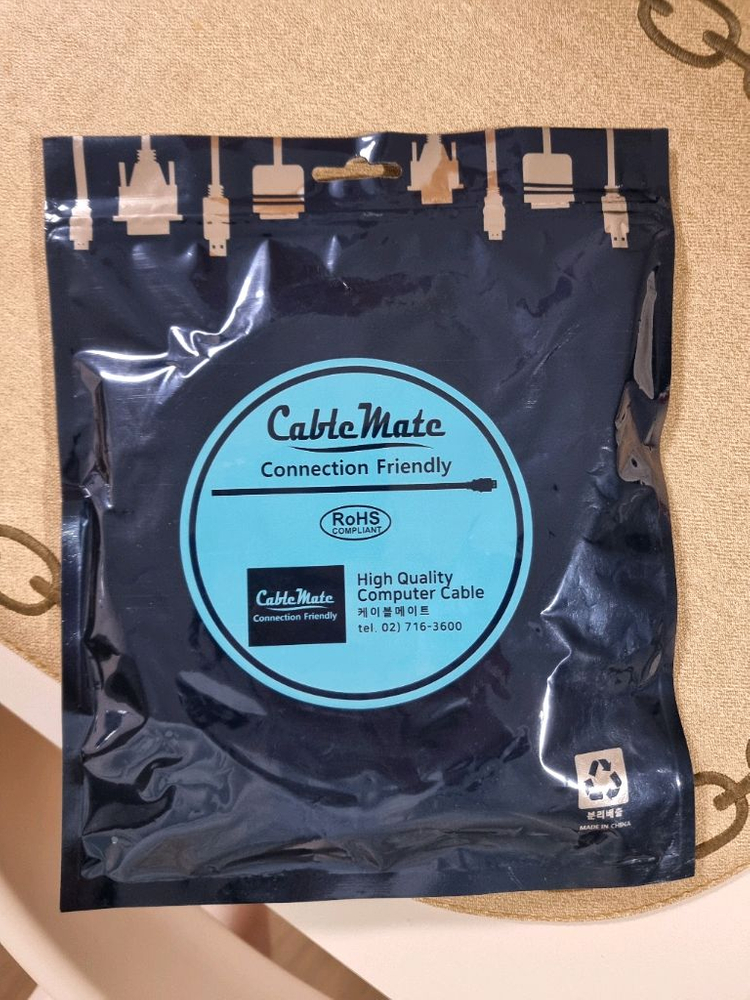 CableMate
Connection Friendly
RoHS
COMPLIANT
CableMate
Connection Friendly
High Quality
Computer Cable
케이블메이트
tel. 02) 716-3600
분리배출
MADE IN CHINA